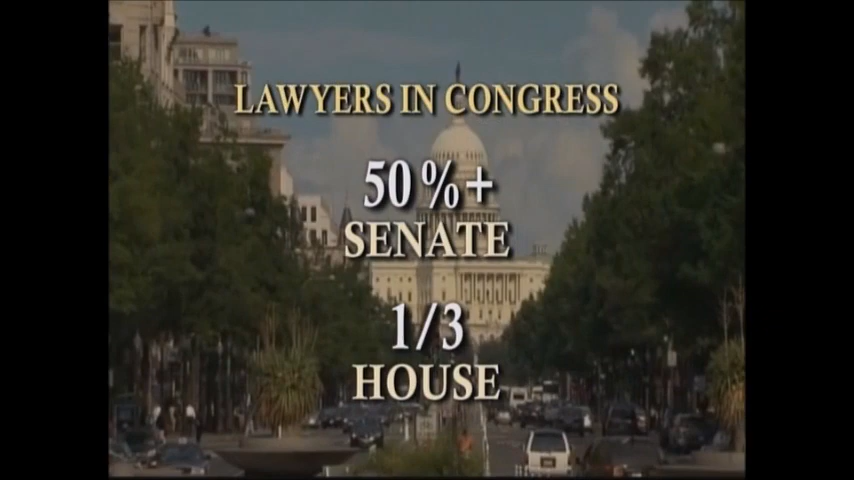 LAWYERS IN CONGRESS
50%+
SENATE
1/3
HOUSE